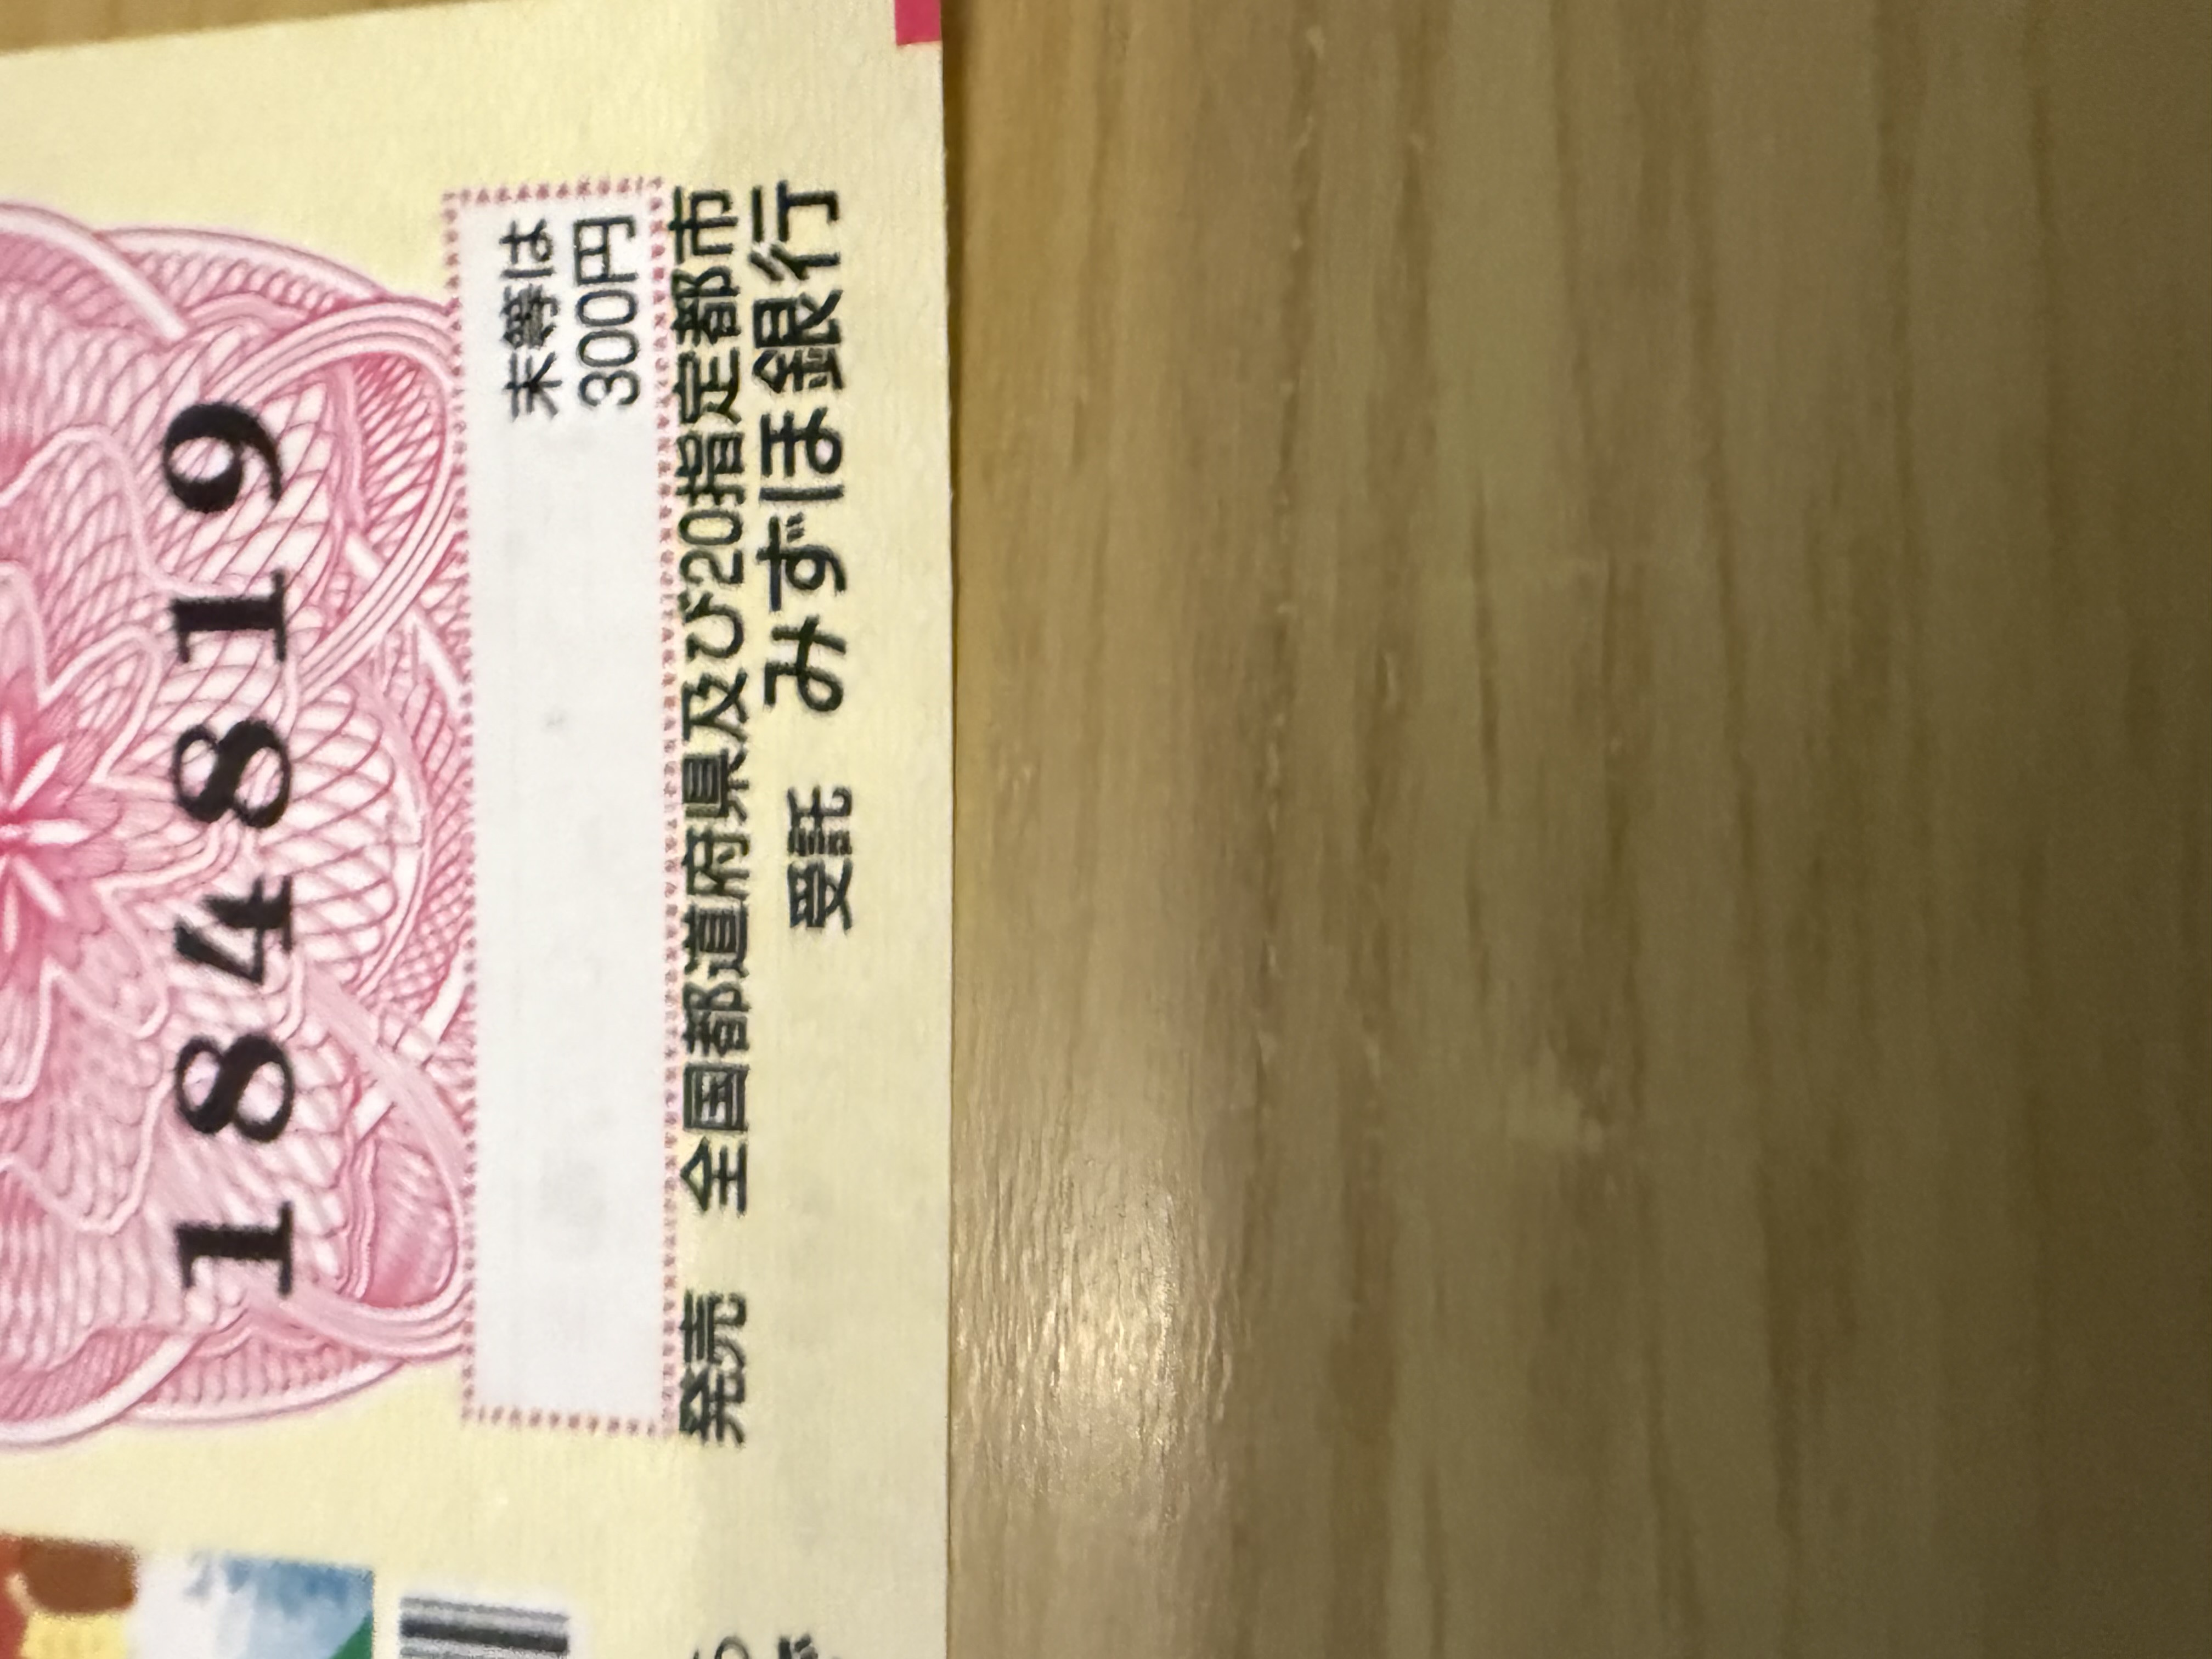 184819
末等は
300円
発売 全国都道府県及び20指定都市
受託 みずほ銀行